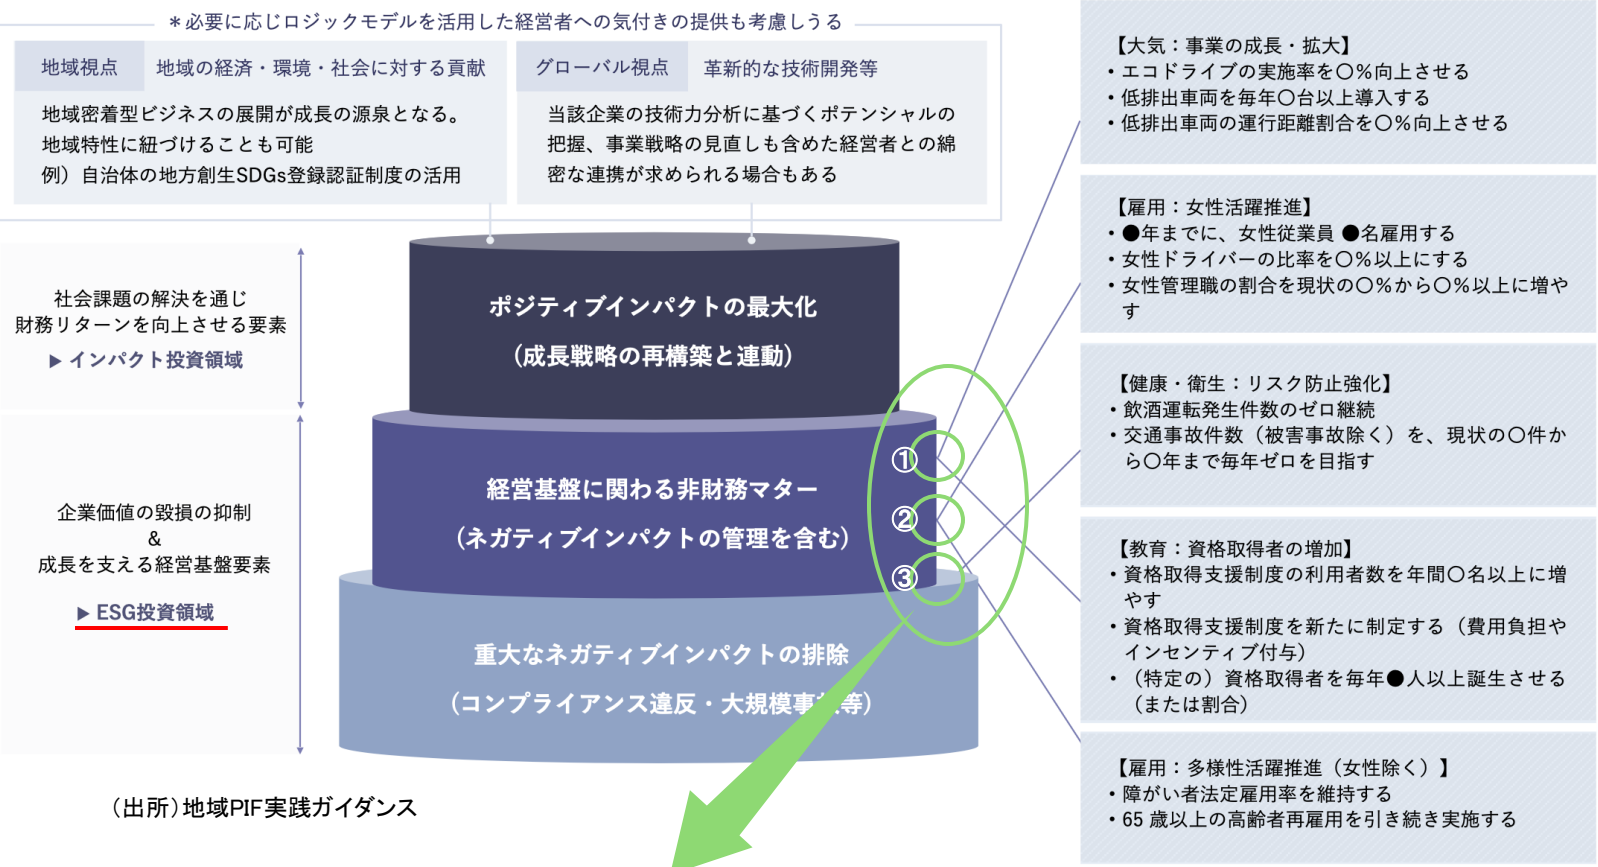 ＊必要に応じロジックモデルを活用した経営者への気付きの提供も考慮しうる
地域視点
地域の経済・環境・社会に対する貢献
地域密着型ビジネスの展開が成長の源泉となる。
地域特性に紐づけることも可能
例）自治体の地方創生SDGs登録認証制度の活用
グローバル視点
革新的な技術開発等
当該企業の技術力分析に基づくポテンシャルの
把握、事業戦略の見直しも含めた経営者との綿
密な連携が求められる場合もある
社会課題の解決を通じ
財務リターンを向上させる要素
▶ インパクト投資領域
企業価値の毀損の抑制
&
成長を支える経営基盤要素
▶ ESG投資領域
ポジティブインパクトの最大化
（成長戦略の再構築と連動）
経営基盤に関わる非財務マター
（ネガティブインパクトの管理を含む）
①
②
③
重大なネガティブインパクトの排除
（コンプライアンス違反・大規模事故等）
（出所）地域PIF実践ガイダンス
【大気：事業の成長・拡大】
・エコドライブの実施率を〇％向上させる
・低排出車両を毎年〇台以上導入する
・低排出車両の運行距離割合を〇％向上させる
【雇用：女性活躍推進】
・●年までに、女性従業員 ●名雇用する
・女性ドライバーの比率を〇％以上にする
・女性管理職の割合を現状の〇％から〇％以上に増や
す
【健康・衛生：リスク防止強化】
・飲酒運転発生件数のゼロ継続
・交通事故件数（被害事故除く）を、現状の〇件か
ら〇年まで毎年ゼロを目指す
【教育：資格取得者の増加】
・資格取得支援制度の利用者数を年間〇名以上に増
やす
・資格取得支援制度を新たに制定する（費用負担や
インセンティブ付与）
・（特定の）資格取得者を毎年●人以上誕生させる
（または割合）
【雇用：多様性活躍推進（女性除く）】
・障がい者法定雇用率を維持する
・65 歳以上の高齢者再雇用を引き続き実施する